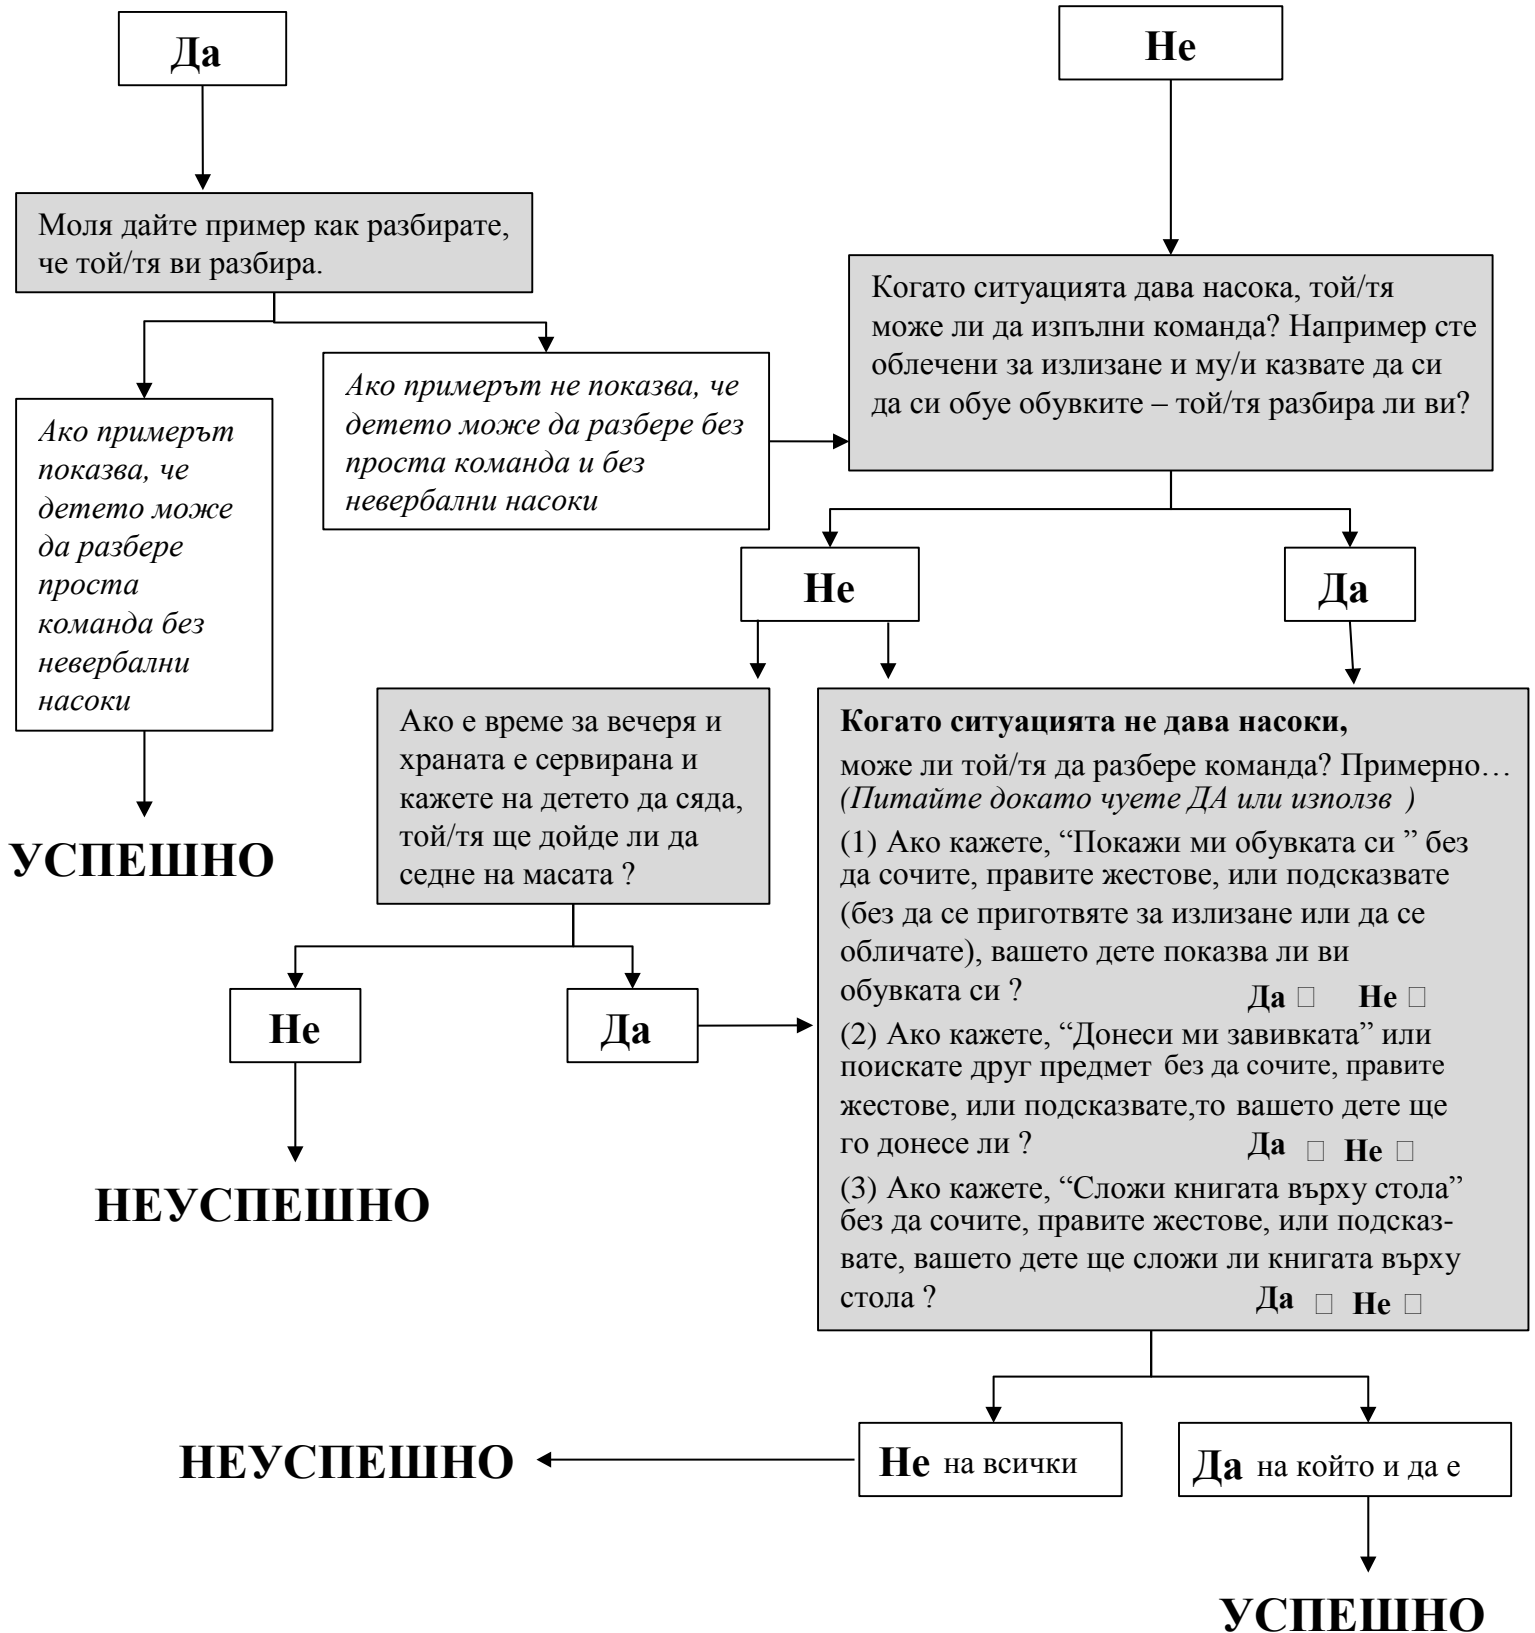 Да
Не
Моля дайте пример как разбирате,
че той/тя ви разбира.
Когато ситуацията дава насока, той/тя
може ли да изпълни команда? Например сте
облечени за излизане и му/и казвате да си
да си обуе обувките – той/тя разбира ли ви?
Ако примерът не показва, че
детето може да разбере без
проста команда и без
невербални насоки
Ако примерът
показва, че
детето може
да разбере
проста
команда без
невербални
насоки
УСПЕШНО
Не
Да
Ако е време за вечеря и
храната е сервирана и
кажете на детето да сяда,
той/тя ще дойде ли да
седне на масата ?
Не
Да
НЕУСПЕШНО
Когато ситуацията не дава насоки,
може ли той/тя да разбере команда? Примерно…
(Питайте докато чуете ДА или използв )
(1) Ако кажете, “Покажи ми обувката си ” без
да сочите, правите жестове, или подсказвате
(без да се приготвяте за излизане или да се
обличате), вашето дете показва ли ви
обувката си ? Да □ Не □
(2) Ако кажете, “Донеси ми завивката” или
поискате друг предмет без да сочите, правите
жестове, или подсказвате,то вашето дете ще
го донесе ли ? Да □ Не □
(3) Ако кажете, “Сложи книгата върху стола”
без да сочите, правите жестове, или подсказ-
вате, вашето дете ще сложи ли книгата върху
стола ? Да □ Не □
НЕУСПЕШНО
Не на всички
Да на който и да е
УСПЕШНО